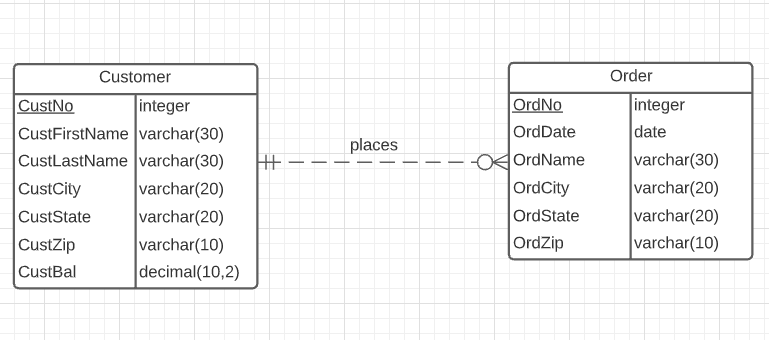 Customer
CustNo integer
CustFirstName varchar(30)
CustLastName varchar(30)
CustCity varchar(20)
CustState varchar(20)
CustZip varchar(10)
CustBal decimal(10,2)
places
Order
OrdNo integer
OrdDate date
OrdName varchar(30)
OrdCity varchar(20)
OrdState varchar(20)
OrdZip varchar(10)